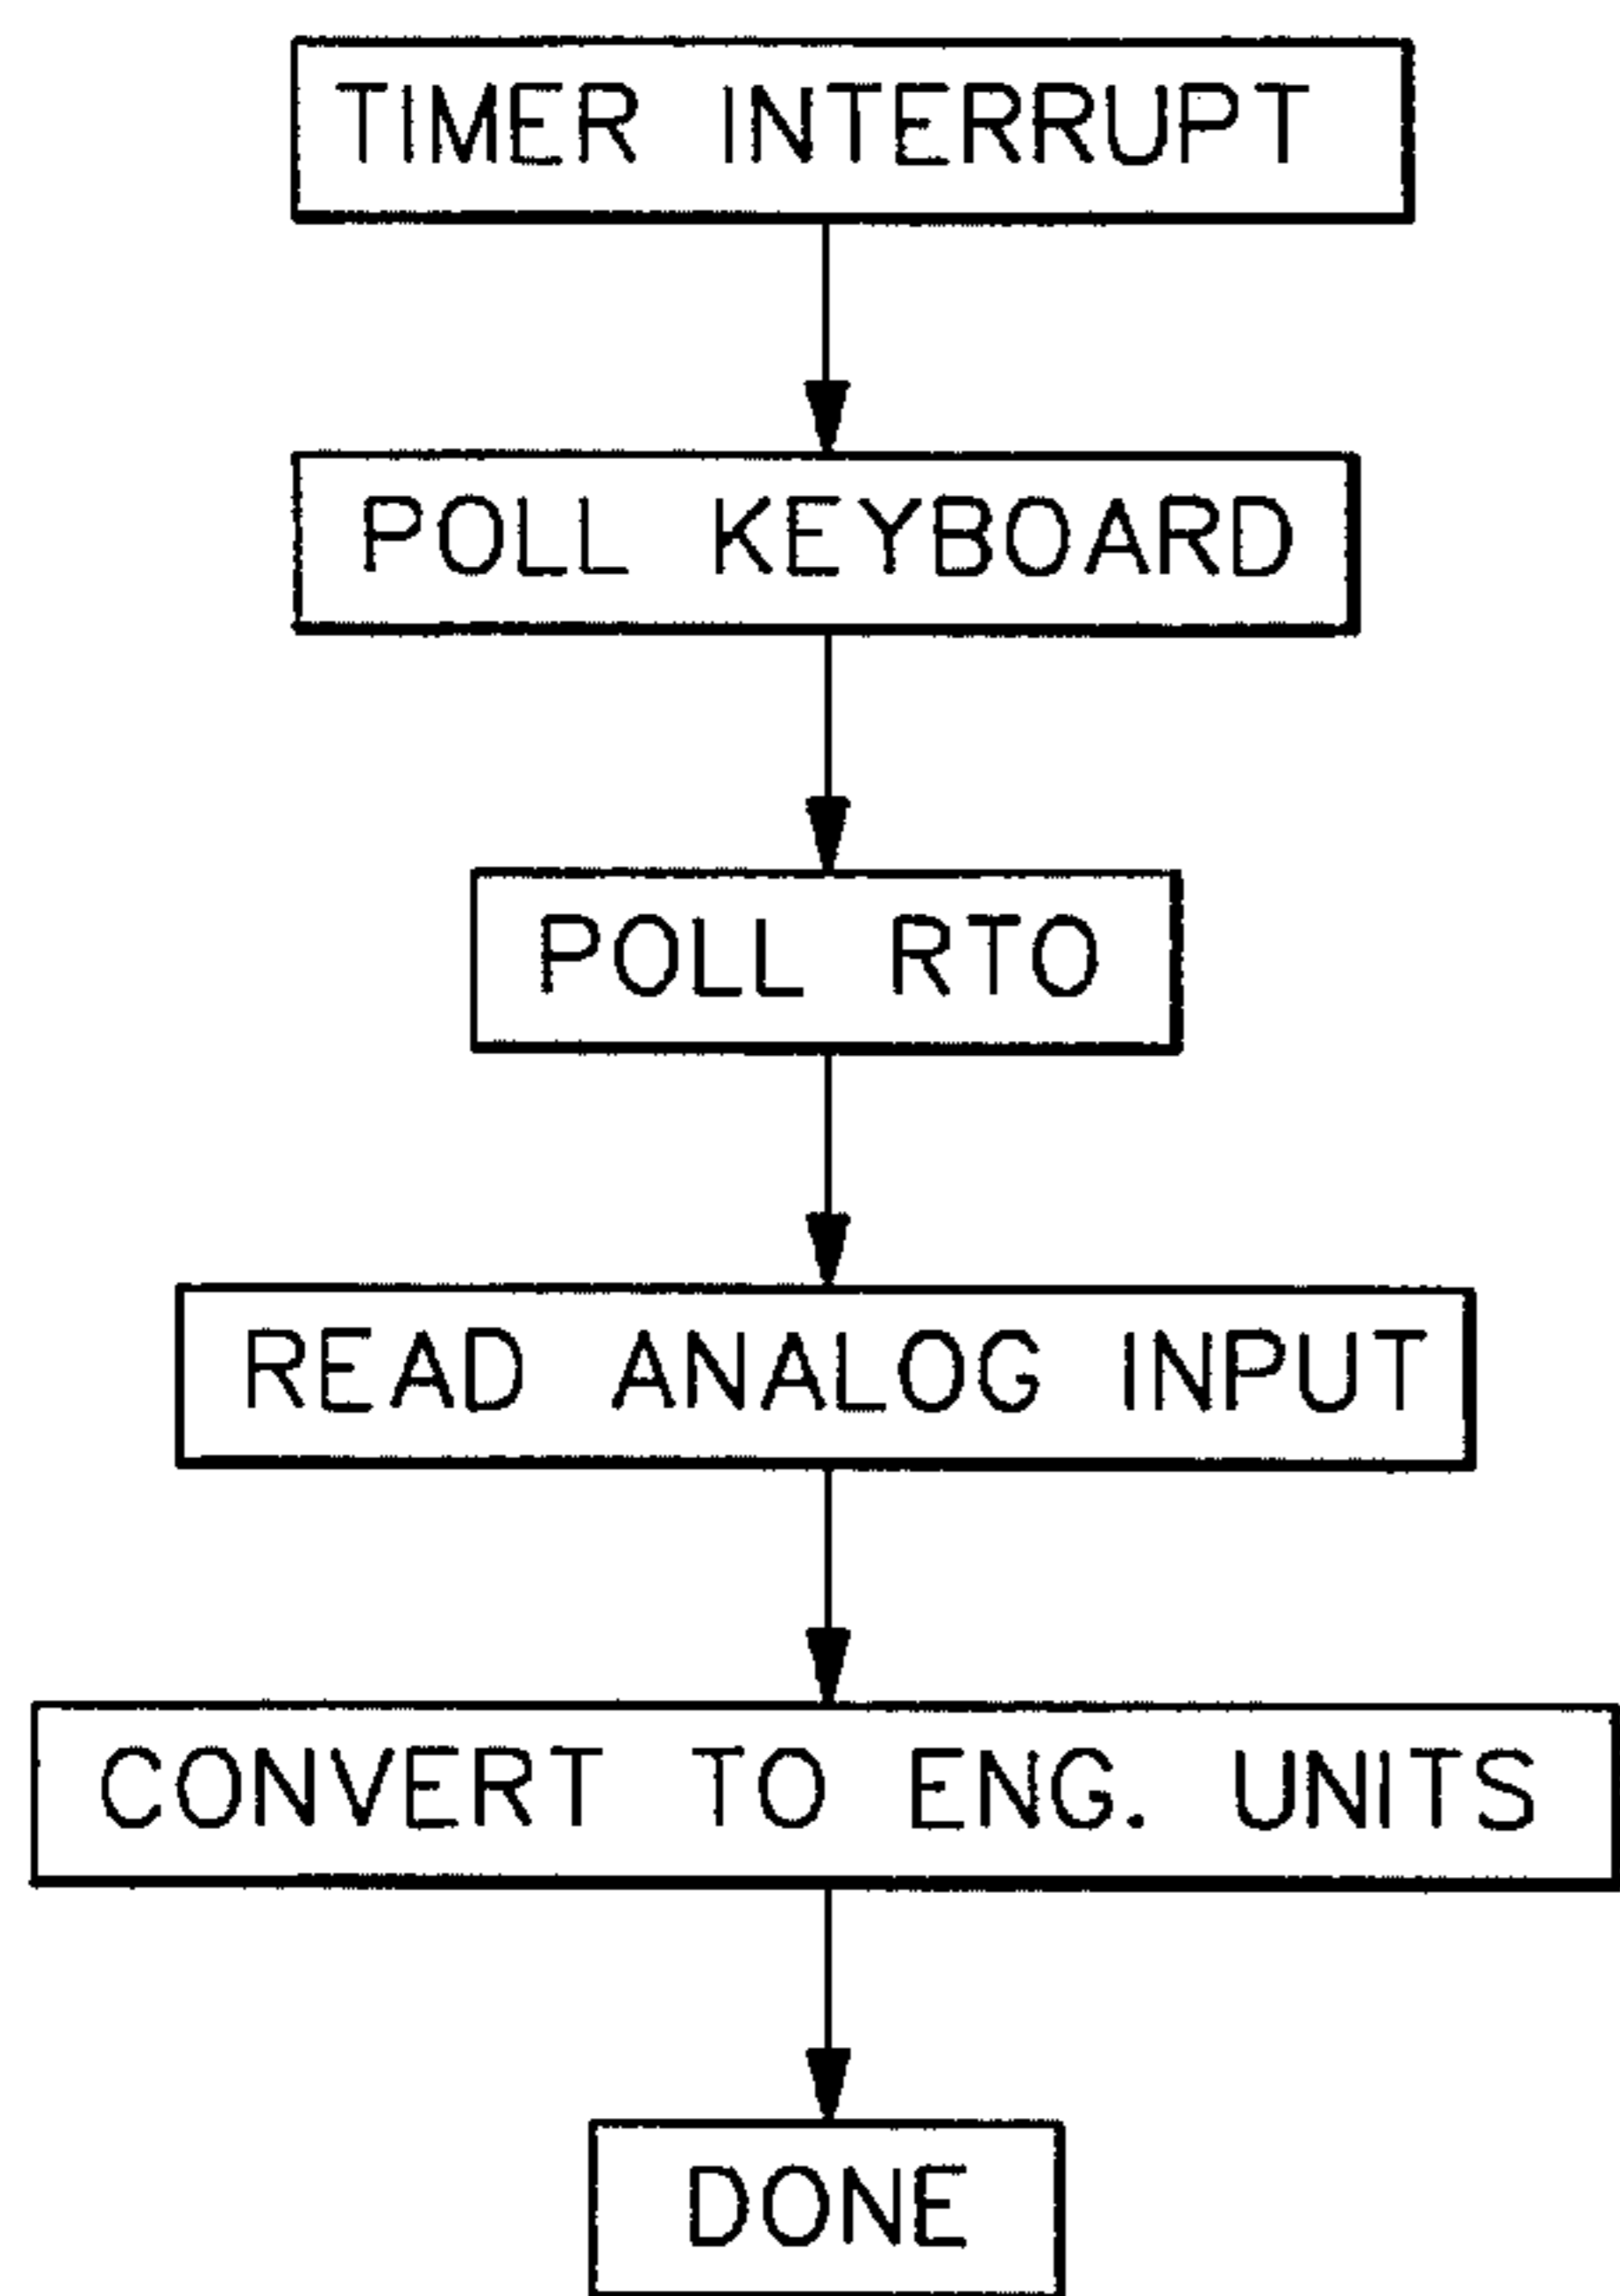 TIMER INTERRUPT
POLL KEYBOARD
POLL RTO
READ ANALOG INPUT
CONVERT TO ENG. UNITS
DONE